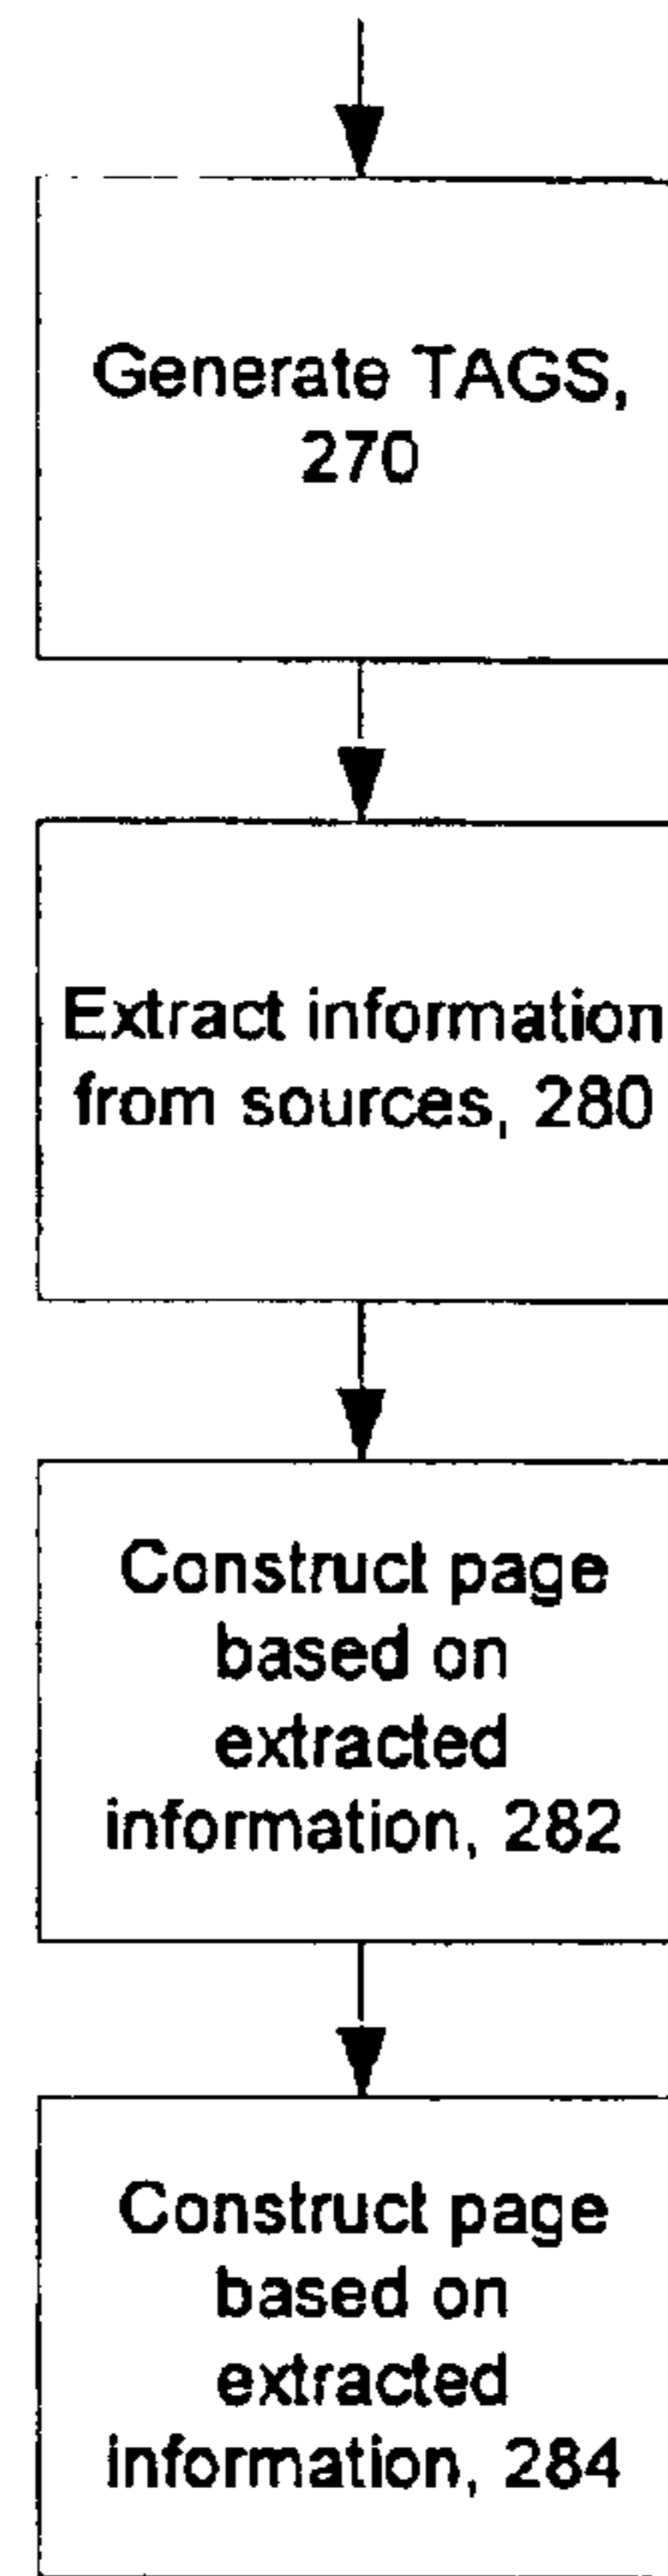 Generate TAGS,
270
Extract information
from sources, 280
Construct page
based on
extracted
information, 282
Construct page
based on
extracted
information, 284